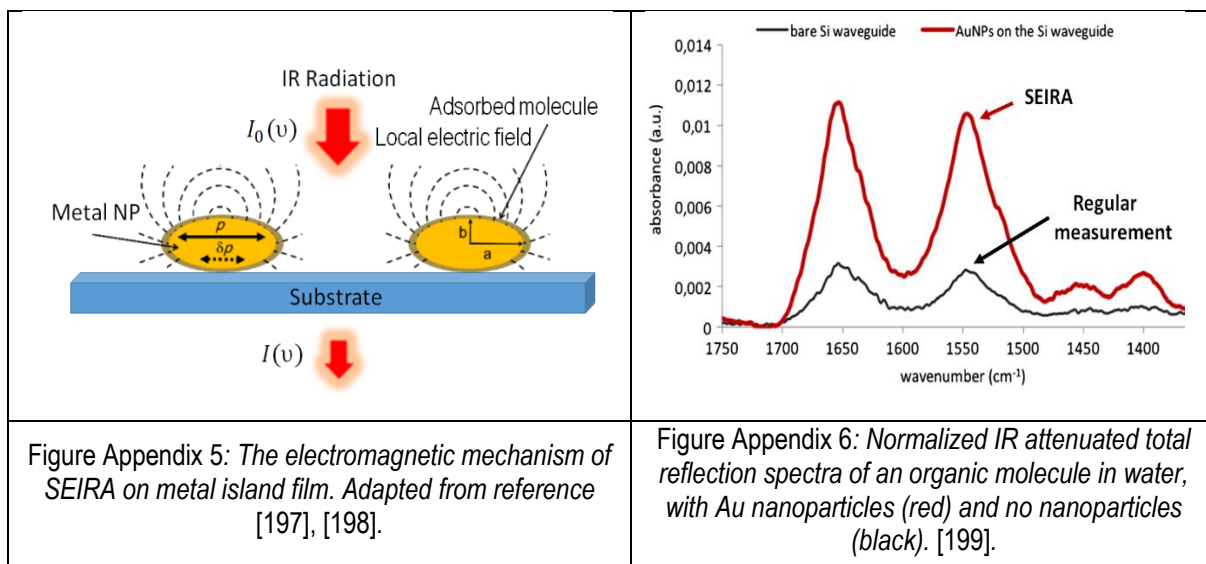 IR Radiation
I₀(υ)
Adsorbed molecule
Local electric field
Metal NP
p
δp
b
a
Substrate
I(υ)
Figure Appendix 5: The electromagnetic mechanism of
SEIRA on metal island film. Adapted from reference
[197], [198].
bare Si waveguide
AuNPs on the Si waveguide
0,014
0,012
0,01
0,008
0,006
0,004
0,002
0
absorbance (a.u.)
SEIRA
Regular
measurement
1750
1700
1650
1600
1550
1500
1450
1400
wavenumber (cm⁻¹)
Figure Appendix 6: Normalized IR attenuated total
reflection spectra of an organic molecule in water,
with Au nanoparticles (red) and no nanoparticles
(black). [199].